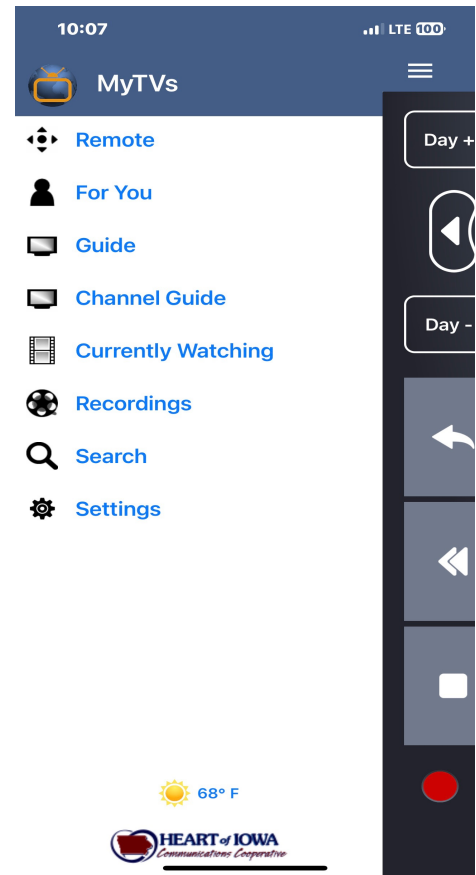 10:07
LTE 100
MyTVs
Remote
For You
Guide
Channel Guide
Currently Watching
Recordings
Search
Settings
68° F
HEART of IOWA
Communications Cooperative
Day +
Day -